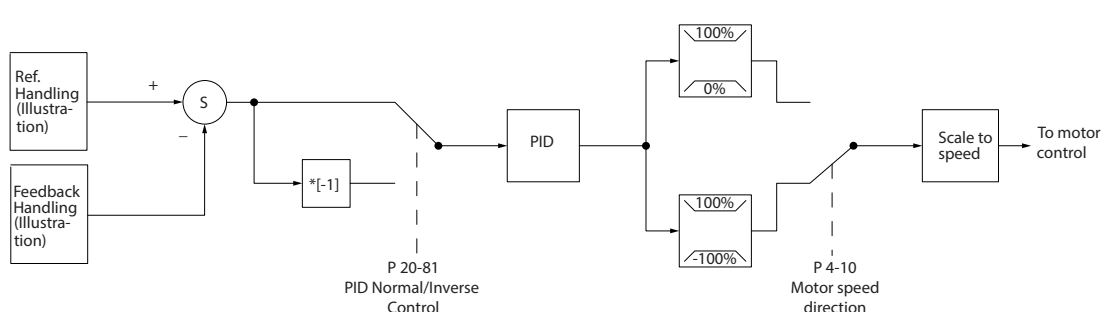 Ref.
Handling
(Illustra-
tion)
+
S
−
Feedback
Handling
(Illustra-
tion)
*[-1]
P 20-81
PID Normal/Inverse
Control
PID
100%
0%
100%
-100%
P 4-10
Motor speed
direction
Scale to
speed
To motor
control